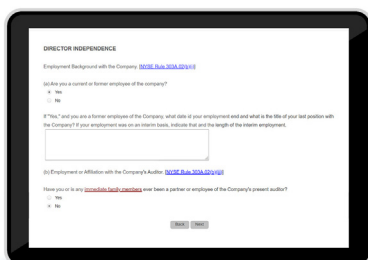 DIRECTOR INDEPENDENCE
Employment Background with the Company. [NYSE Rule 303A.02(b)(i)]
(a) Are you a current or former employee of the company?
Yes
No
If "Yes," and you are a former employee of the Company, what date did your employment end and what is the title of your last position with
the Company? If your employment was on an interim basis, indicate that and the length of the interim employment.
(b) Employment or Affiliation with the Company's Auditor. [NYSE Rule 303A.02(b)(iii)]
Have you or is any immediate family members ever been a partner or employee of the Company's present auditor?
Yes
No
Back Next